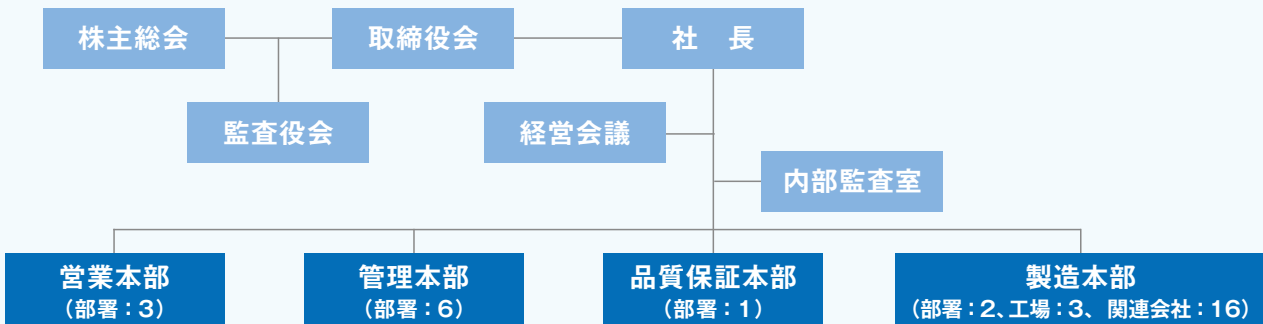 株主総会
取締役会
社　長
監査役会
経営会議
内部監査室
営業本部
（部署：3）
管理本部
（部署：6）
品質保証本部
（部署：1）
製造本部
（部署：2、工場：3、関連会社：16）